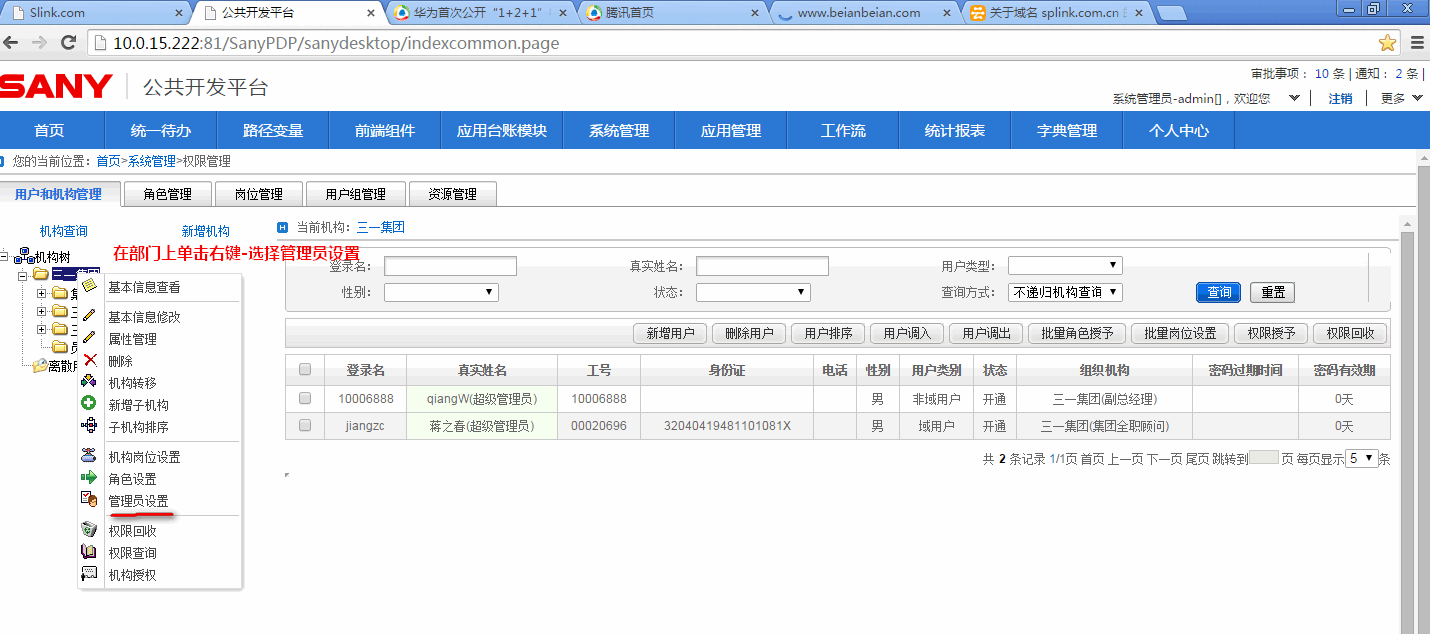 Slink.com
公共开发平台
华为首次公开“1+2+1”
腾讯首页
www.beianbeian.com
关于域名 splink.com.cn
10.0.15.222:81/SanyPDP/sanydesktop/indexcommon.page
SANY 公共开发平台
审批事项： 10 条 | 通知： 2 条 |
系统管理员-admin[]，欢迎您 注销 更多
首页 统一待办 路径变量 前端组件 应用台账模块 系统管理 应用管理 工作流 统计报表 字典管理 个人中心
您的当前位置：首页>系统管理>权限管理
用户和机构管理 角色管理 岗位管理 用户组管理 资源管理
机构查询 新增机构
当前机构：三一集团
在部门上单击右键-选择管理员设置
机构树
三一集团
三
三
员
离散用
基本信息查看
基本信息修改
属性管理
删除
机构转移
新增子机构
子机构排序
机构岗位设置
角色设置
管理员设置
权限回收
权限查询
机构授权
登录名： 真实姓名： 用户类型：
性别： 状态： 查询方式： 不递归机构查询 查询 重置
新增用户 删除用户 用户排序 用户调入 用户调出 批量角色授予 批量岗位设置 权限授予 权限回收
登录名 真实姓名 工号 身份证 电话 性别 用户类别 状态 组织机构 密码过期时间 密码有效期
10006888 qiangW(超级管理员) 10006888 男 非域用户 开通 三一集团(副总经理) 0天
jiangzc 蒋之春(超级管理员) 00020696 32040419481101081X 男 域用户 开通 三一集团(集团全职顾问) 0天
共 2 条记录 1/1页 首页 上一页 下一页 尾页 跳转到 页 每页显示 5 条